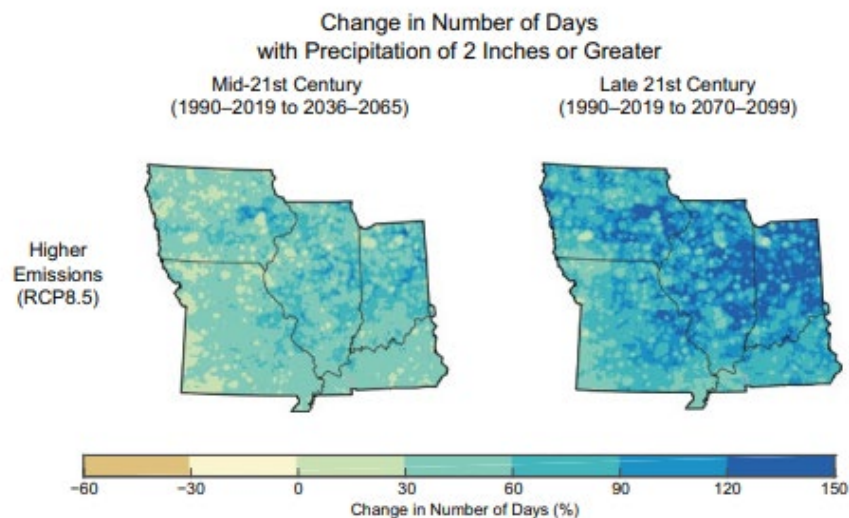 Change in Number of Days
with Precipitation of 2 Inches or Greater
Mid-21st Century
(1990–2019 to 2036–2065)
Late 21st Century
(1990–2019 to 2070–2099)
Higher
Emissions
(RCP8.5)
−60 −30 0 30 60 90 120 150
Change in Number of Days (%)